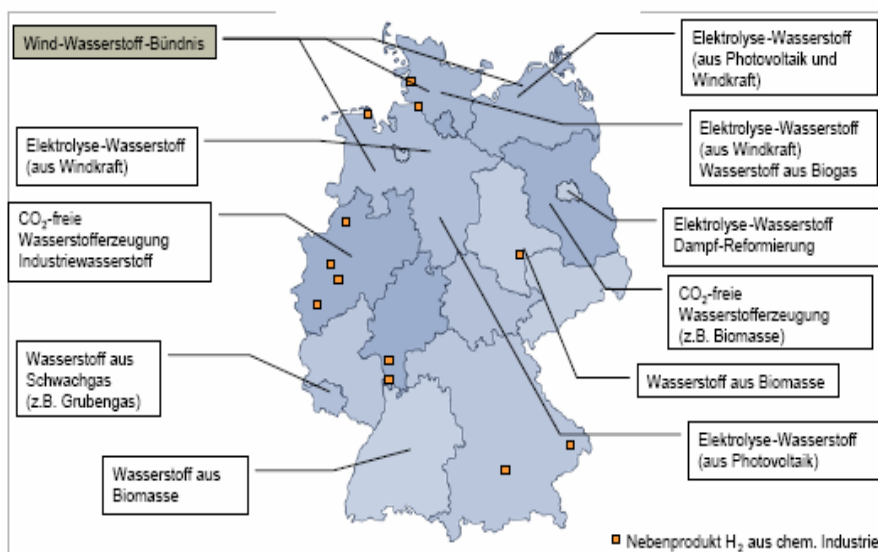 Wind-Wasserstoff-Bündnis
Elektrolyse-Wasserstoff
(aus Windkraft)
CO₂-freie
Wasserstofferzeugung
Industriewasserstoff
Wasserstoff aus
Schwachgas
(z.B. Grubengas)
Wasserstoff aus
Biomasse
Elektrolyse-Wasserstoff
(aus Photovoltaik und
Windkraft)
Elektrolyse-Wasserstoff
(aus Windkraft)
Wasserstoff aus Biogas
Elektrolyse-Wasserstoff
Dampf-Reformierung
CO₂-freie
Wasserstofferzeugung
(z.B. Biomasse)
Wasserstoff aus Biomasse
Elektrolyse-Wasserstoff
(aus Photovoltaik)
Nebenprodukt H₂ aus chem. Industrie